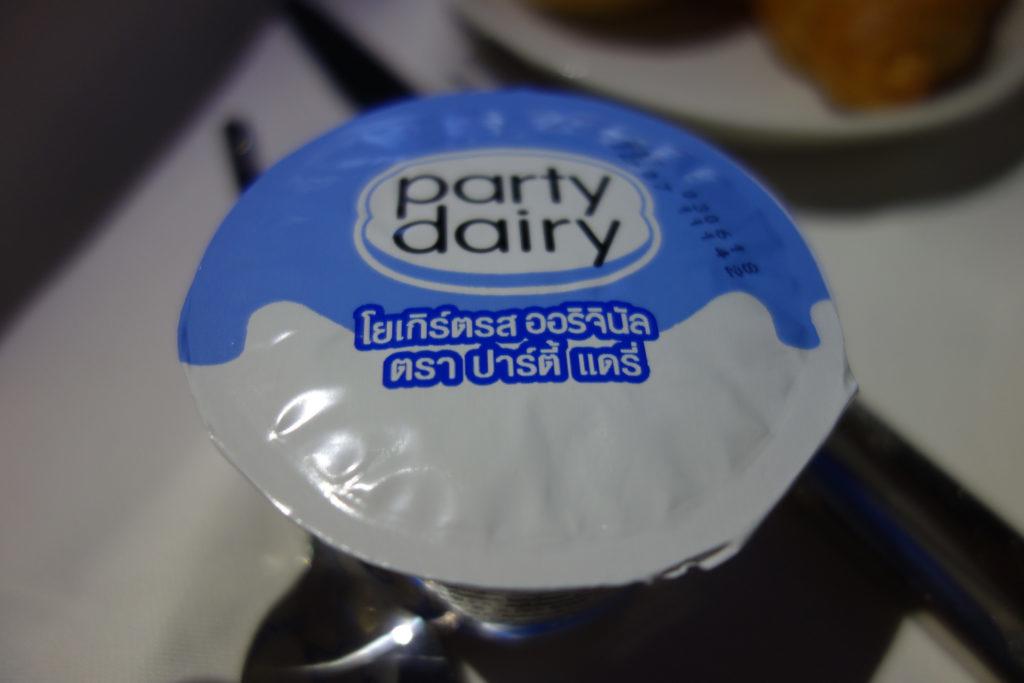 party
dairy
โยเกิร์ตรส ออริจินัล
ตรา ปาร์ตี้ แดรี่